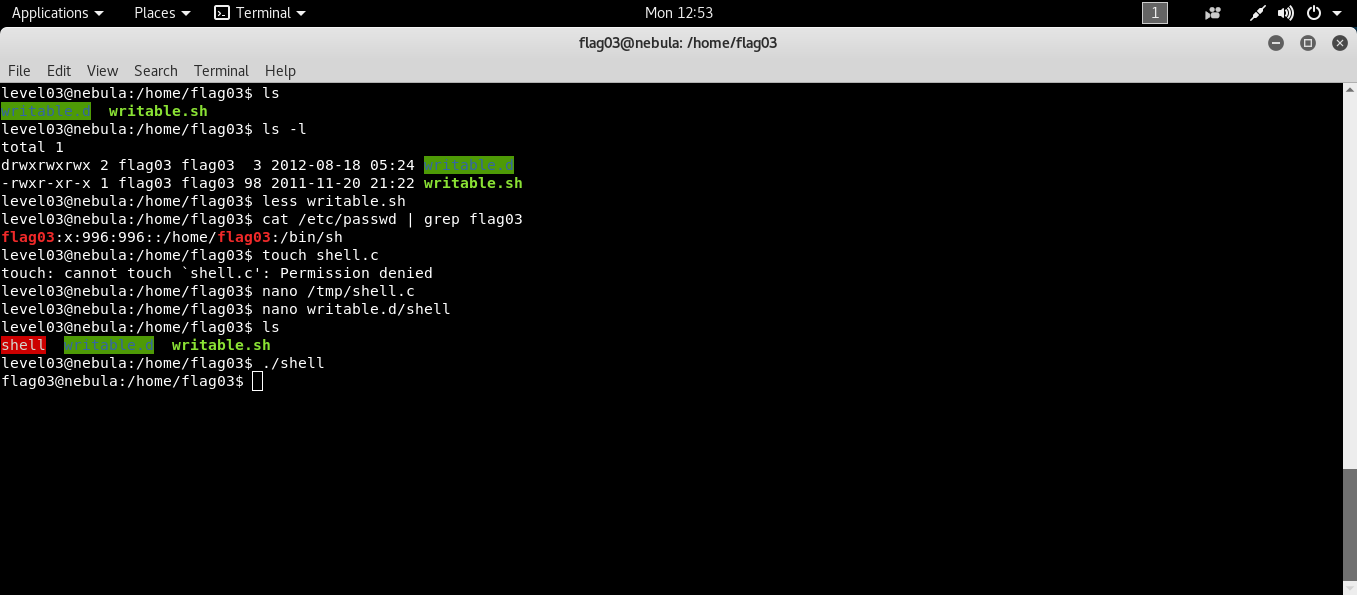 Applications Places Terminal Mon 12:53 1
flag03@nebula: /home/flag03
File Edit View Search Terminal Help
level03@nebula:/home/flag03$ ls
writable.d  writable.sh
level03@nebula:/home/flag03$ ls -l
total 1
drwxrwxrwx 2 flag03 flag03  3 2012-08-18 05:24 writable.d
-rwxr-xr-x 1 flag03 flag03 98 2011-11-20 21:22 writable.sh
level03@nebula:/home/flag03$ less writable.sh
level03@nebula:/home/flag03$ cat /etc/passwd | grep flag03
flag03:x:996:996::/home/flag03:/bin/sh
level03@nebula:/home/flag03$ touch shell.c
touch: cannot touch `shell.c': Permission denied
level03@nebula:/home/flag03$ nano /tmp/shell.c
level03@nebula:/home/flag03$ nano writable.d/shell
level03@nebula:/home/flag03$ ls
shell  writable.d  writable.sh
level03@nebula:/home/flag03$ ./shell
flag03@nebula:/home/flag03$